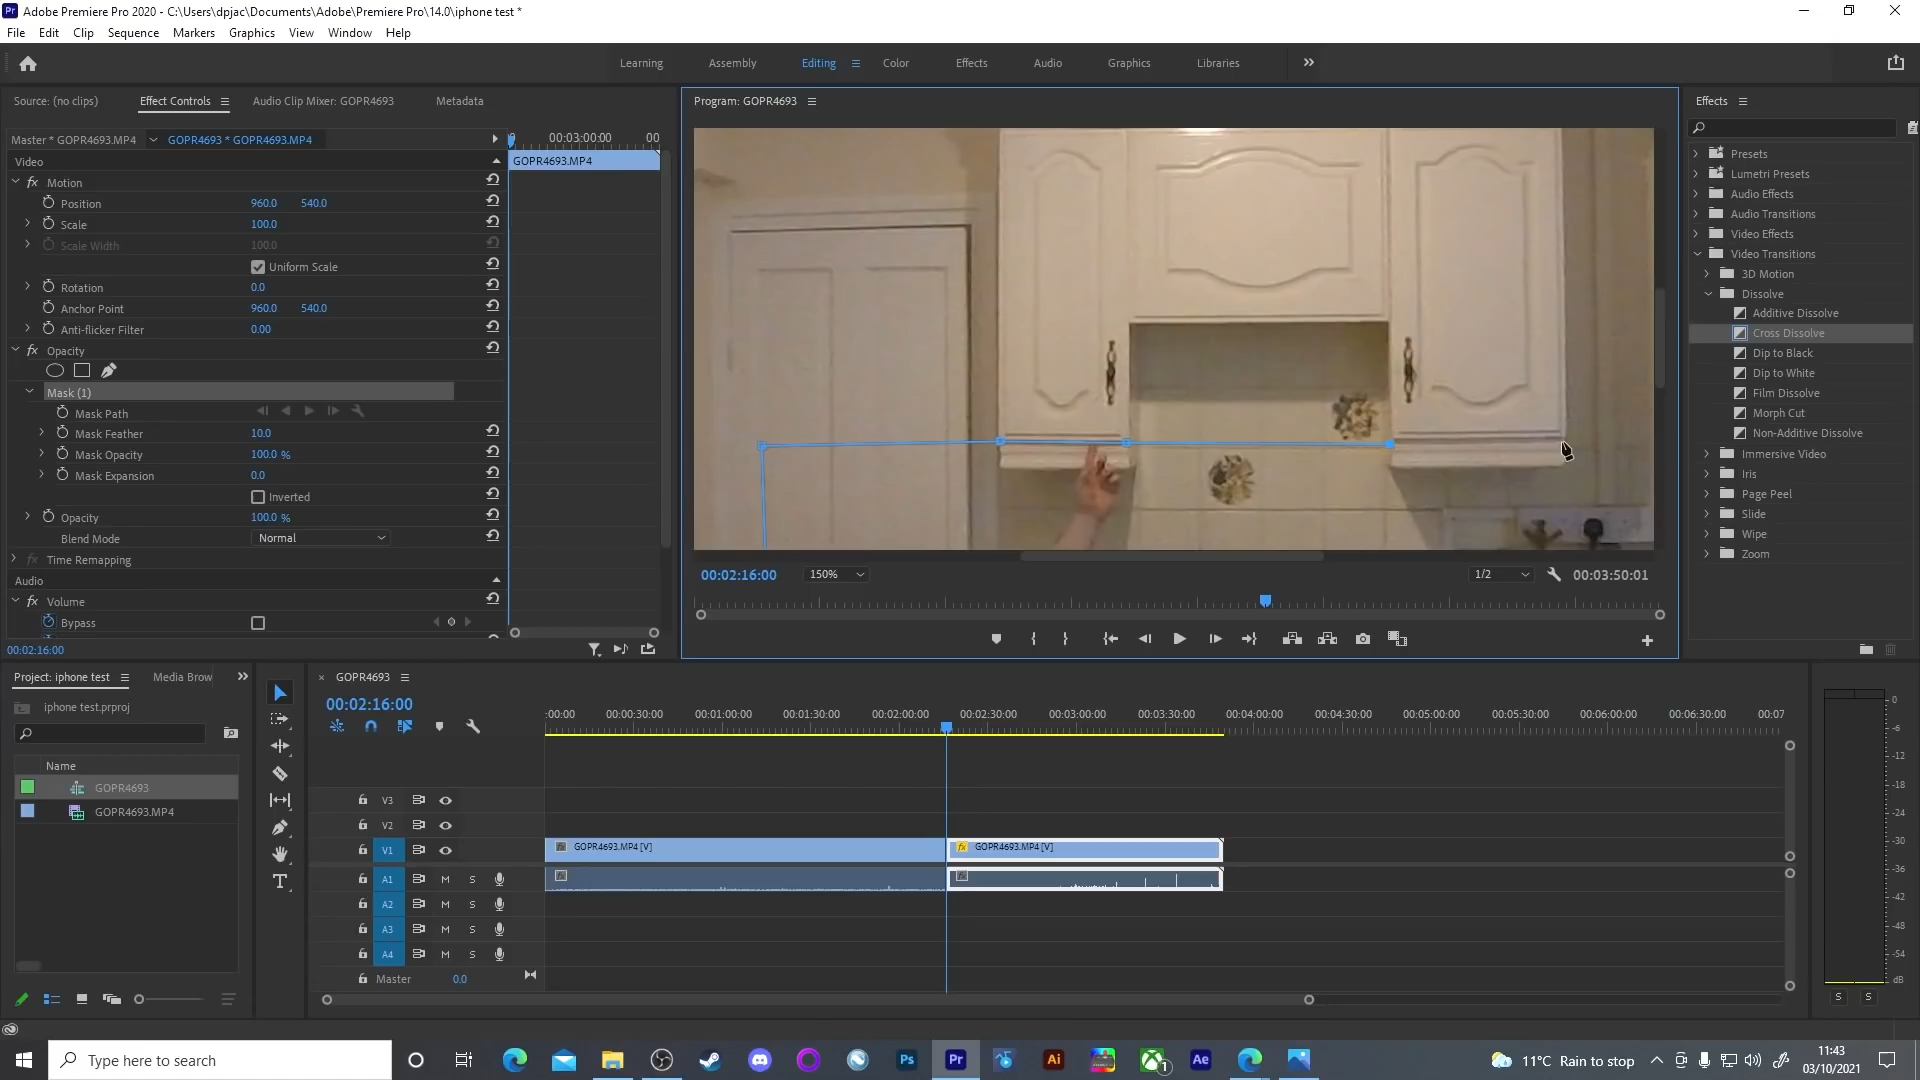 Adobe Premiere Pro 2020 - C:\Users\dpjac\Documents\Adobe\Premiere Pro\14.0\iphone test *
File Edit Clip Sequence Markers Graphics View Window Help
Learning Assembly Editing Color Effects Audio Graphics Libraries
Source: (no clips) Effect Controls Audio Clip Mixer: GOPR4693 Metadata
Master * GOPR4693.MP4 GOPR4693 * GOPR4693.MP4
00:03:00:00 00
Video
GOPR4693.MP4
fx Motion
Position 960.0 540.0
Scale 100.0
Scale Width 100.0
Uniform Scale
Rotation 0.0
Anchor Point 960.0 540.0
Anti-flicker Filter 0.00
fx Opacity
Mask (1)
Mask Path
Mask Feather 10.0
Mask Opacity 100.0 %
Mask Expansion 0.0
Inverted
Opacity 100.0 %
Blend Mode Normal
fx Time Remapping
Audio
fx Volume
Bypass
00:02:16:00
Program: GOPR4693
00:02:16:00 150% 1/2 00:03:50:01
Effects
Presets
Lumetri Presets
Audio Effects
Audio Transitions
Video Effects
Video Transitions
3D Motion
Dissolve
Additive Dissolve
Cross Dissolve
Dip to Black
Dip to White
Film Dissolve
Morph Cut
Non-Additive Dissolve
Immersive Video
Iris
Page Peel
Slide
Wipe
Zoom
Project: iphone test Media Brow
iphone test.prproj
Name
GOPR4693
GOPR4693.MP4
× GOPR4693
00:02:16:00
:00:00 00:00:30:00 00:01:00:00 00:01:30:00 00:02:00:00 00:02:30:00 00:03:00:00 00:03:30:00 00:04:00:00 00:04:30:00 00:05:00:00 00:05:30:00 00:06:00:00 00:06:30:00 00:07
V3
V2
V1
fx GOPR4693.MP4 [V] fx GOPR4693.MP4 [V]
A1 M S
A2 M S
A3 M S
A4 M S
Master 0.0
0
-6
-12
-18
-24
-30
-36
-42
-48
-54
dB
S S
Type here to search
Ps Pr Ai 1 Ae
11°C Rain to stop
11:43
03/10/2021